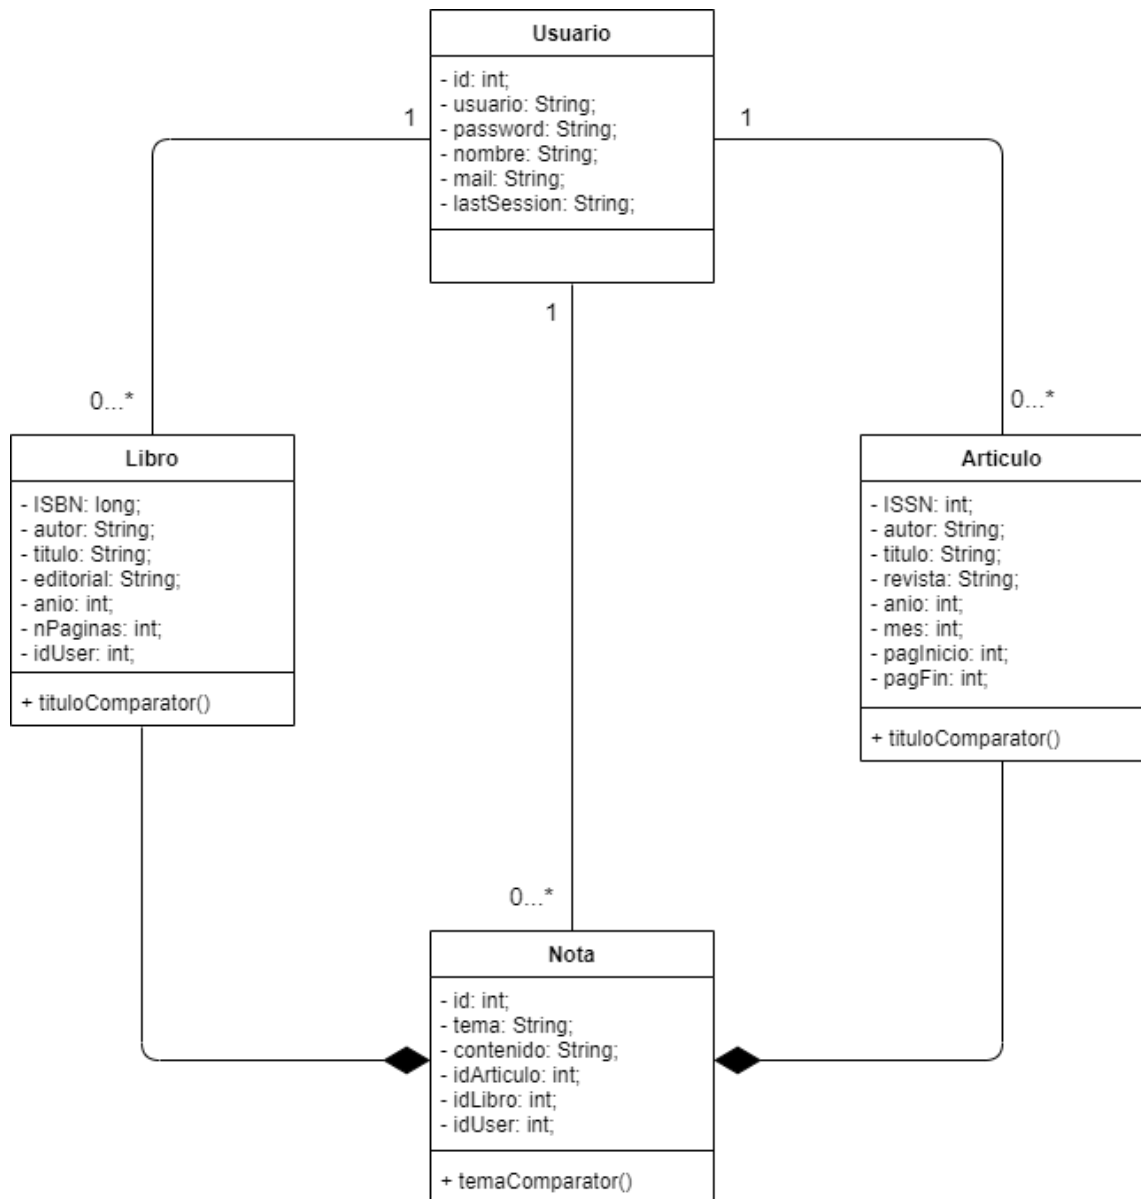 Usuario
- id: int;
- usuario: String;
- password: String;
- nombre: String;
- mail: String;
- lastSession: String;
1
1
1
0...*
0...*
Libro
- ISBN: long;
- autor: String;
- titulo: String;
- editorial: String;
- anio: int;
- nPaginas: int;
- idUser: int;
+ tituloComparator()
Articulo
- ISSN: int;
- autor: String;
- titulo: String;
- revista: String;
- anio: int;
- mes: int;
- pagInicio: int;
- pagFin: int;
+ tituloComparator()
0...*
Nota
- id: int;
- tema: String;
- contenido: String;
- idArticulo: int;
- idLibro: int;
- idUser: int;
+ temaComparator()